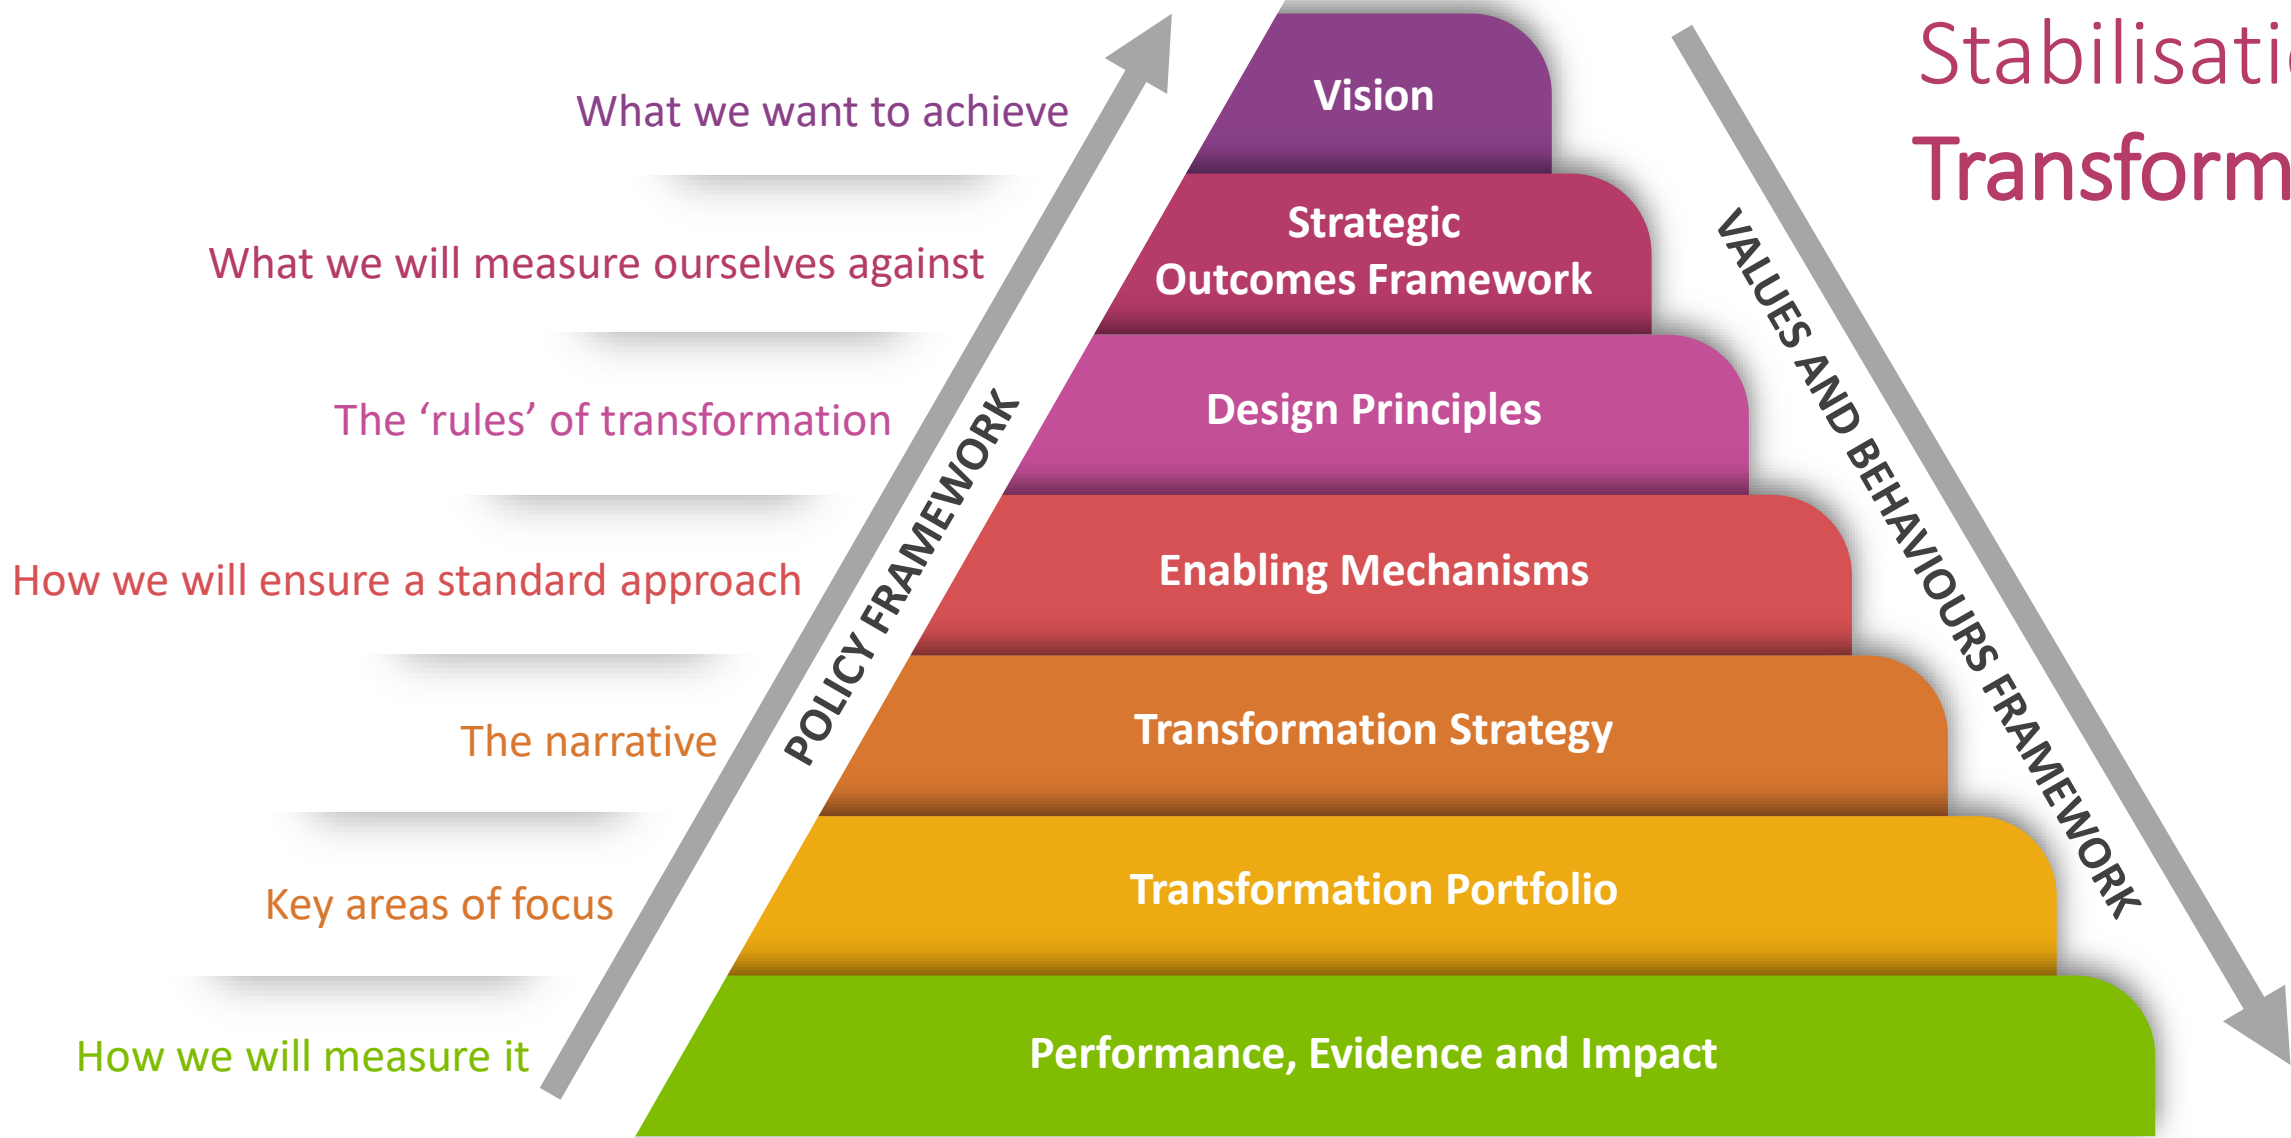 Stabilisatio
Transform
What we want to achieve
Vision
What we will measure ourselves against
Strategic
Outcomes Framework
The ‘rules’ of transformation
Design Principles
How we will ensure a standard approach
Enabling Mechanisms
The narrative
Transformation Strategy
Key areas of focus
Transformation Portfolio
How we will measure it
Performance, Evidence and Impact
POLICY FRAMEWORK
VALUES AND BEHAVIOURS FRAMEWORK